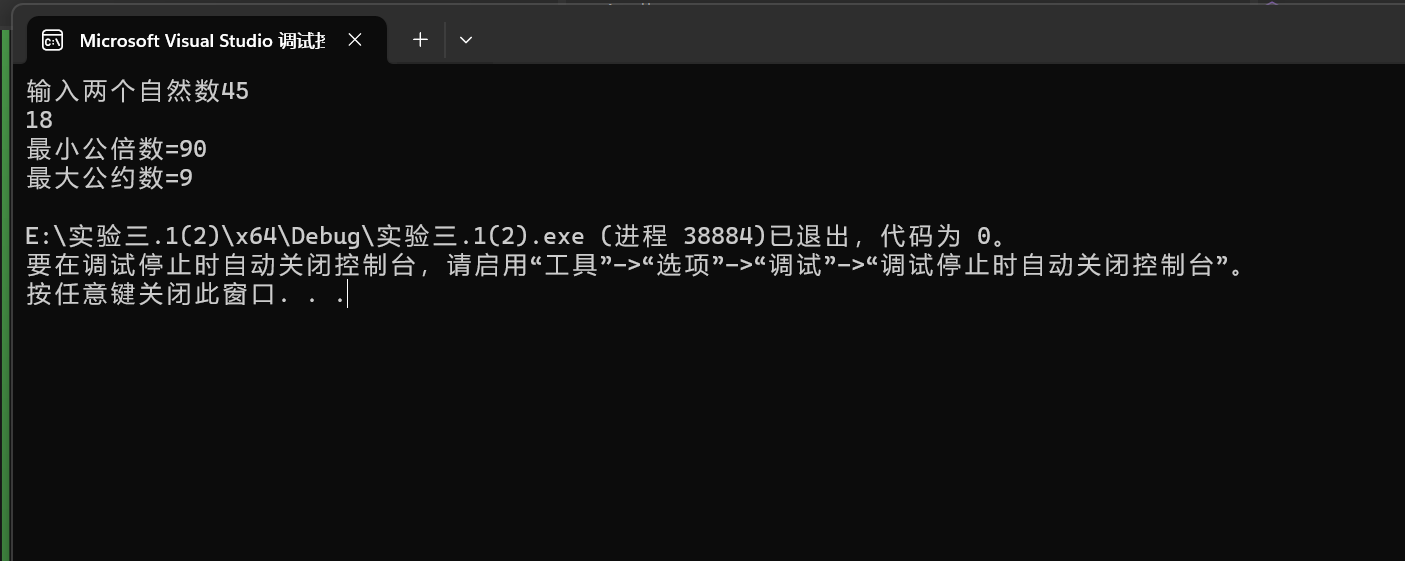 Microsoft Visual Studio 调试控
输入两个自然数45
18
最小公倍数=90
最大公约数=9
E:\实验三.1(2)\x64\Debug\实验三.1(2).exe (进程 38884)已退出，代码为 0。
要在调试停止时自动关闭控制台，请启用“工具”->“选项”->“调试”->“调试停止时自动关闭控制台”。
按任意键关闭此窗口. . .